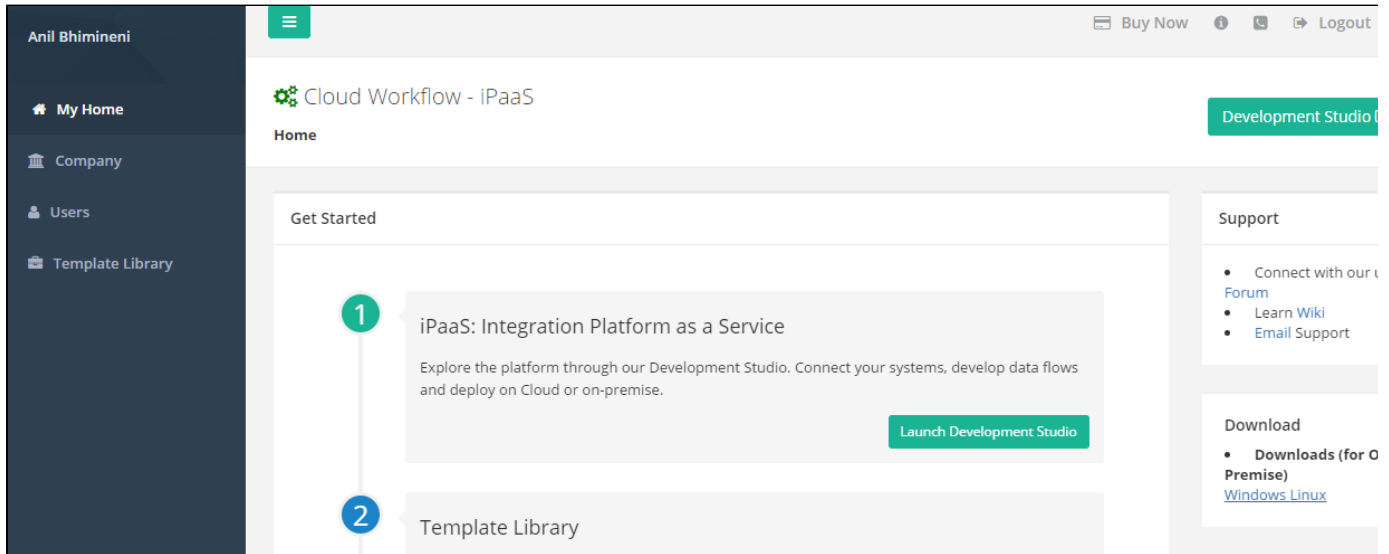 Anil Bhimineni
My Home
Company
Users
Template Library
Buy Now
Logout
Cloud Workflow - iPaaS
Home
Development Studio
Get Started
1
iPaaS: Integration Platform as a Service
Explore the platform through our Development Studio. Connect your systems, develop data flows
and deploy on Cloud or on-premise.
Launch Development Studio
2
Template Library
Support
Connect with our
Forum
Learn Wiki
Email Support
Download
Downloads (for
Premise)
Windows Linux